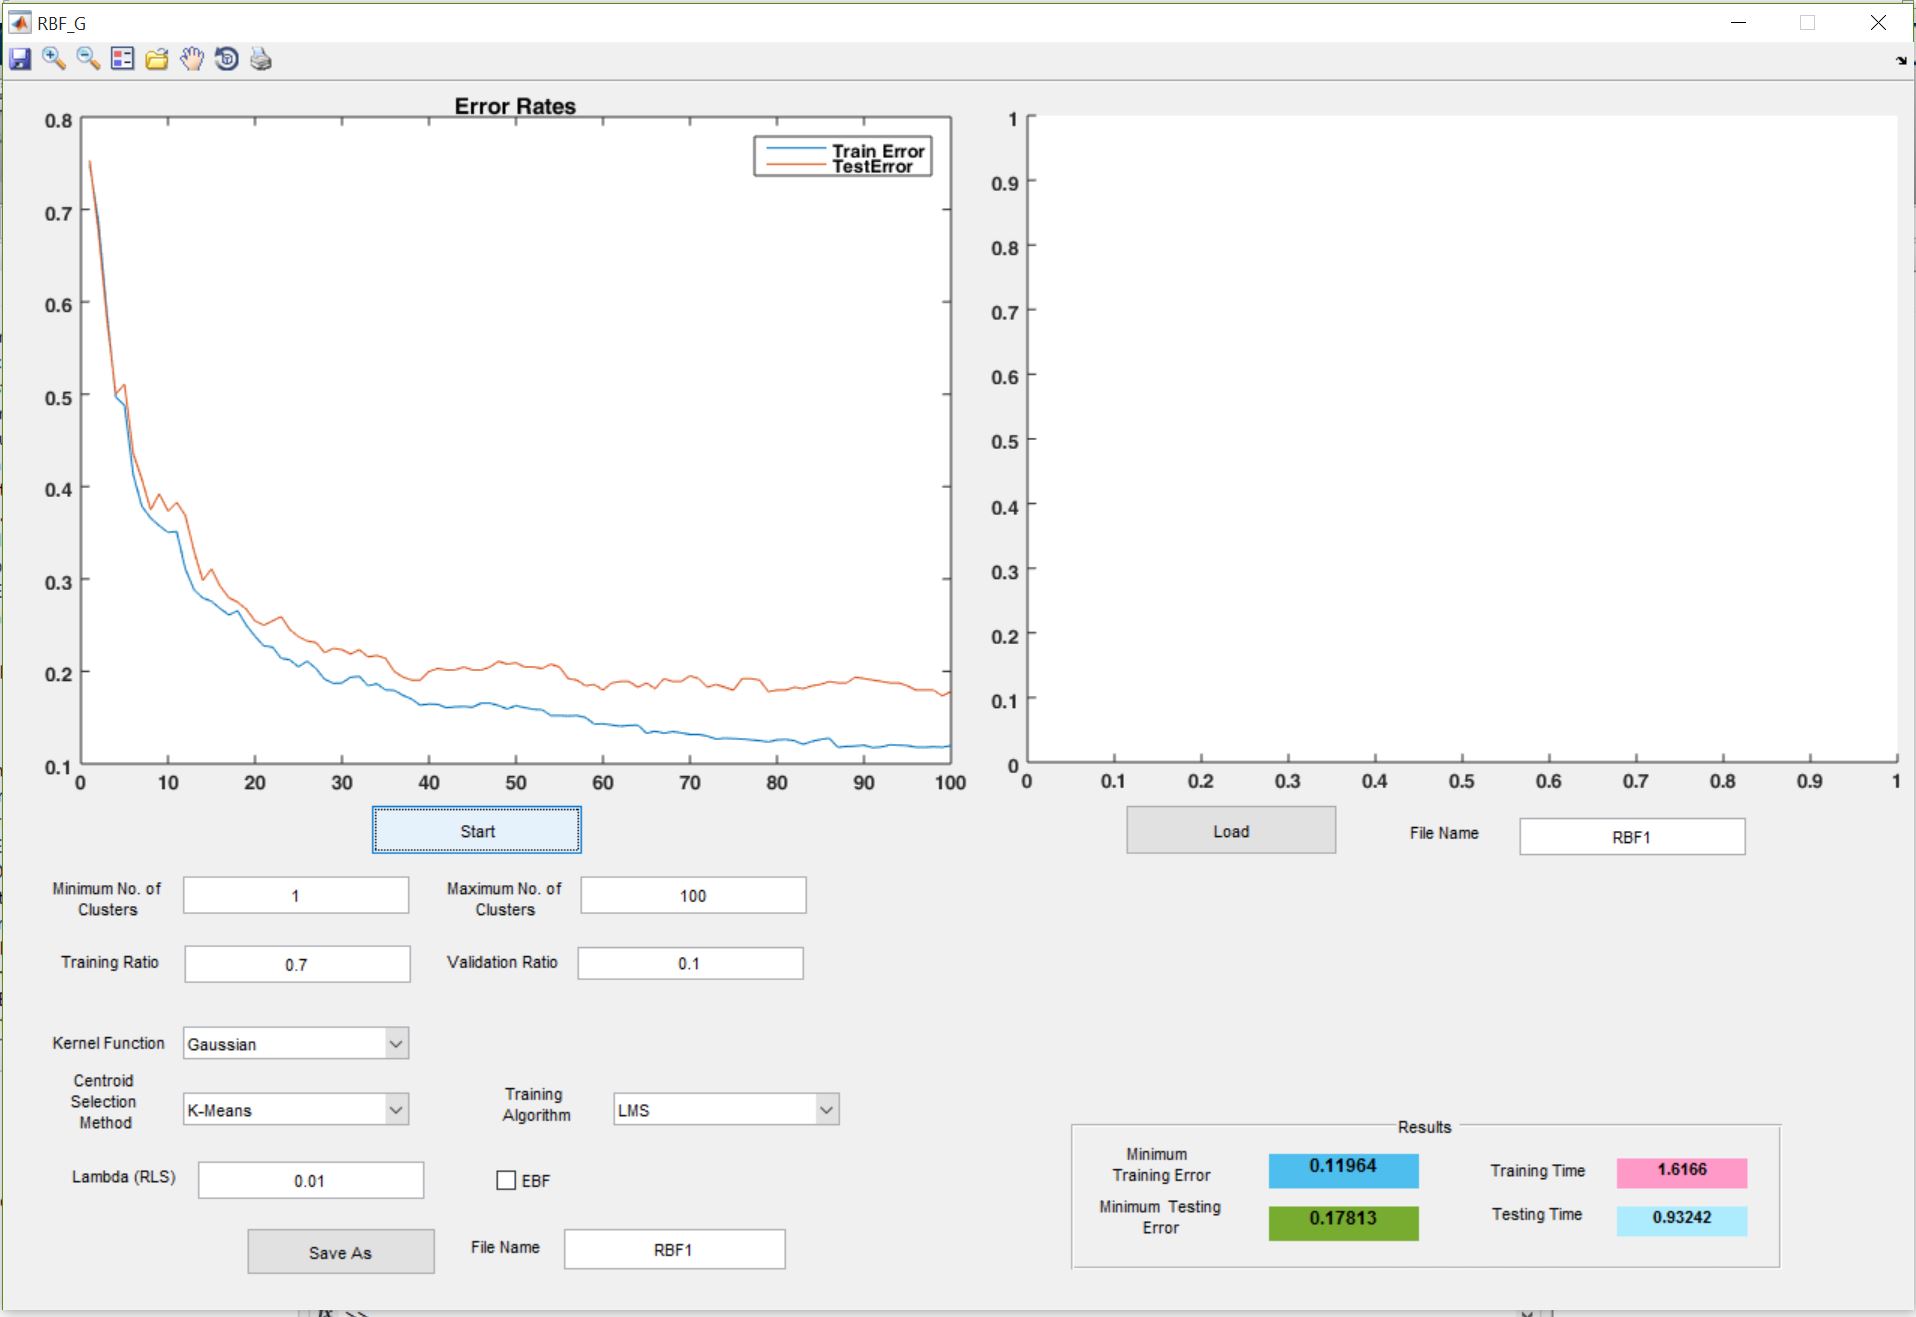 RBF_G
Error Rates
Train Error
TestError
0.8
0.7
0.6
0.5
0.4
0.3
0.2
0.1
0 10 20 30 40 50 60 70 80 90 100
1
0.9
0.8
0.7
0.6
0.5
0.4
0.3
0.2
0.1
0
0 0.1 0.2 0.3 0.4 0.5 0.6 0.7 0.8 0.9 1
Start
Load
File Name
RBF1
Minimum No. of
Clusters
1
Maximum No. of
Clusters
100
Training Ratio
0.7
Validation Ratio
0.1
Kernel Function
Gaussian
Centroid
Selection
Method
K-Means
Training
Algorithm
LMS
Lambda (RLS)
0.01
EBF
Save As
File Name
RBF1
Results
Minimum
Training Error
0.11964
Training Time
1.6166
Minimum Testing
Error
0.17813
Testing Time
0.93242